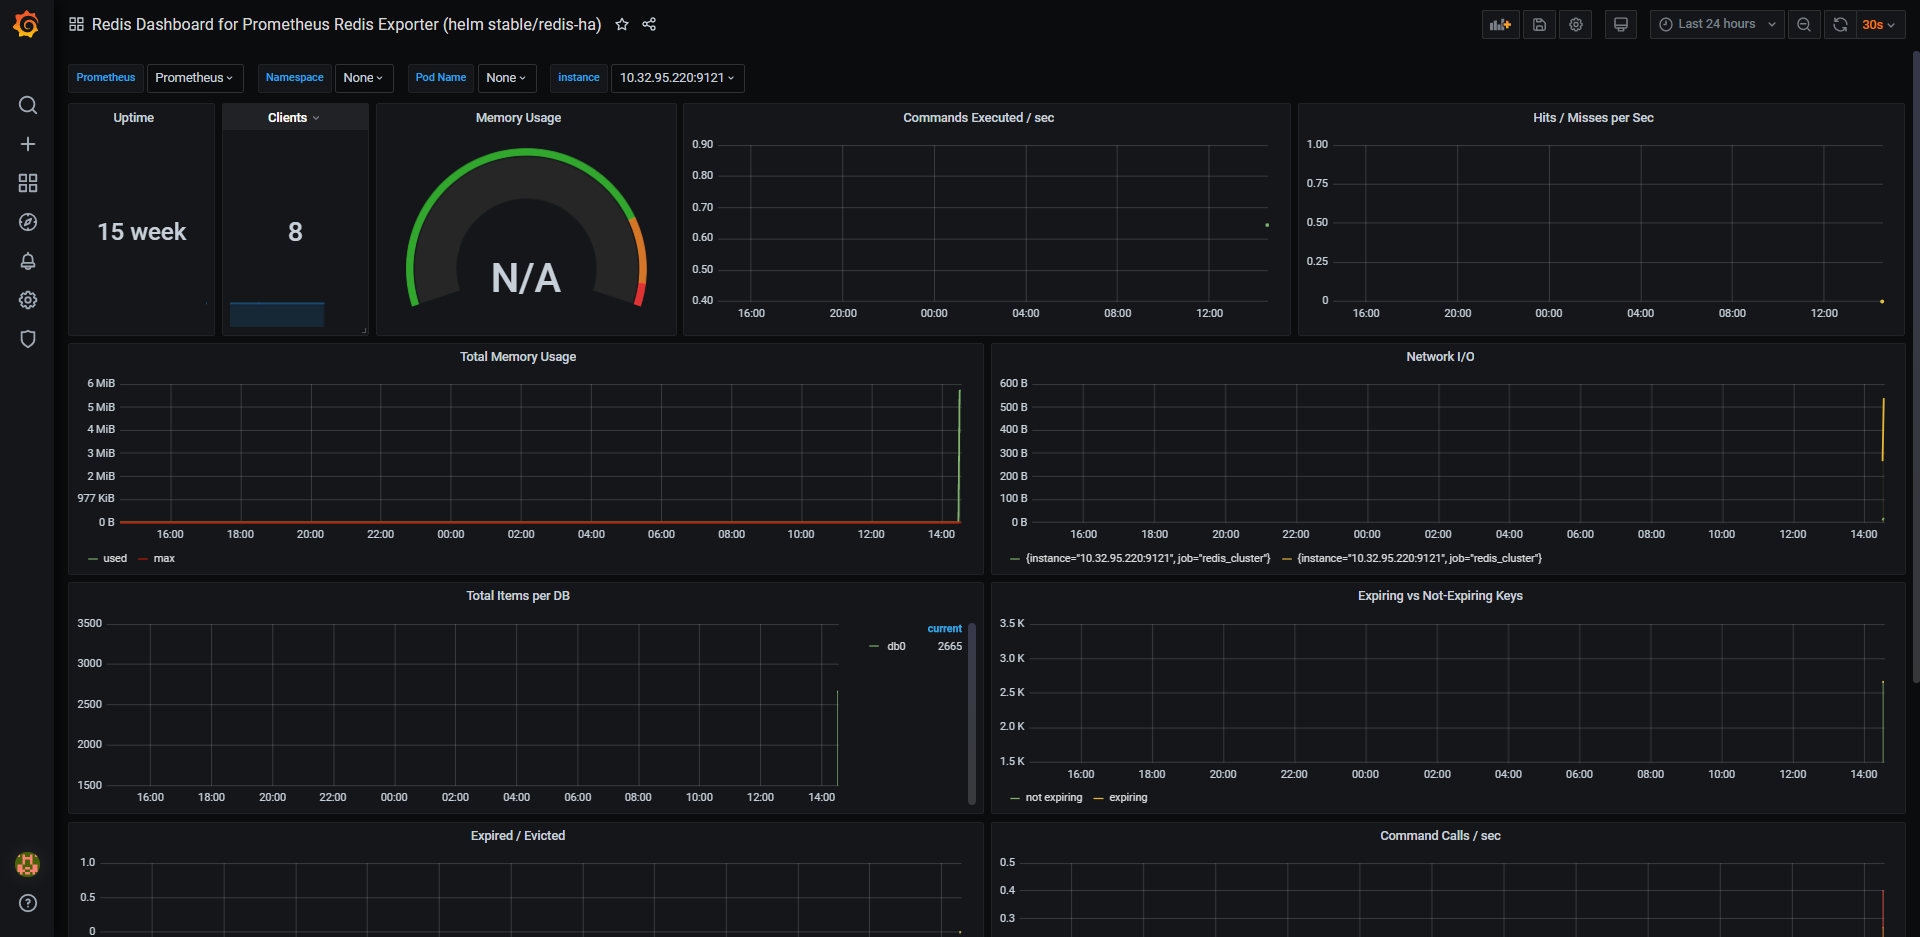 Redis Dashboard for Prometheus Redis Exporter (helm stable/redis-ha)
Last 24 hours
30s
Prometheus Prometheus Namespace None Pod Name None instance 10.32.95.220:9121
Uptime
15 week
Clients
8
Memory Usage
N/A
Commands Executed / sec
0.90
0.80
0.70
0.60
0.50
0.40
16:00 20:00 00:00 04:00 08:00 12:00
Hits / Misses per Sec
1.00
0.75
0.50
0.25
0
16:00 20:00 00:00 04:00 08:00 12:00
Total Memory Usage
6 MiB
5 MiB
4 MiB
3 MiB
2 MiB
977 KiB
0 B
16:00 18:00 20:00 22:00 00:00 02:00 04:00 06:00 08:00 10:00 12:00 14:00
used max
Network I/O
600 B
500 B
400 B
300 B
200 B
100 B
0 B
16:00 18:00 20:00 22:00 00:00 02:00 04:00 06:00 08:00 10:00 12:00 14:00
{instance="10.32.95.220:9121", job="redis_cluster"} {instance="10.32.95.220:9121", job="redis_cluster"}
Total Items per DB
3500
3000
2500
2000
1500
16:00 18:00 20:00 22:00 00:00 02:00 04:00 06:00 08:00 10:00 12:00 14:00
current
db0 2665
Expiring vs Not-Expiring Keys
3.5 K
3.0 K
2.5 K
2.0 K
1.5 K
16:00 18:00 20:00 22:00 00:00 02:00 04:00 06:00 08:00 10:00 12:00 14:00
not expiring expiring
Expired / Evicted
1.0
0.5
0
Command Calls / sec
0.5
0.4
0.3